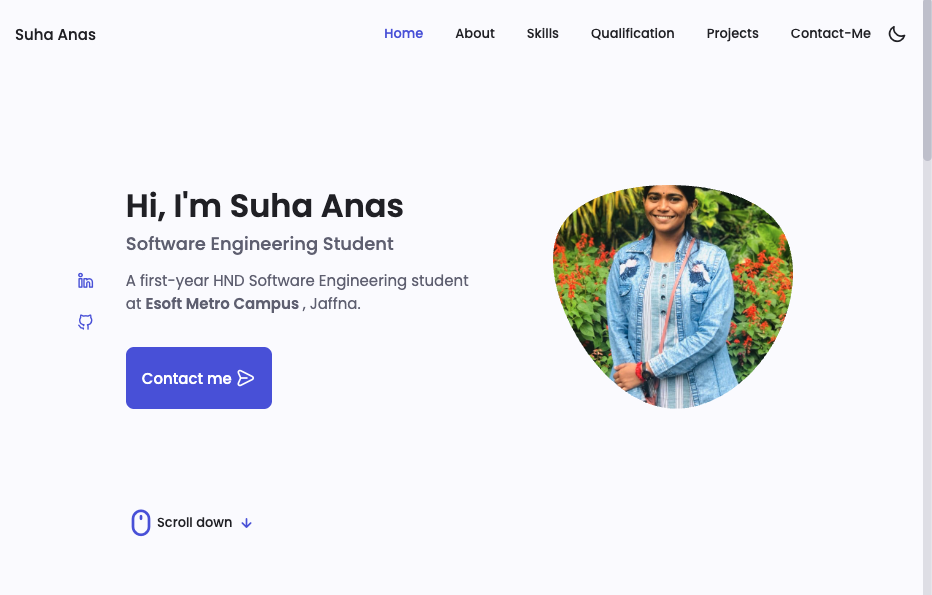 Suha Anas
Home About Skills Qualification Projects Contact-Me
Hi, I'm Suha Anas
Software Engineering Student
A first-year HND Software Engineering student
at Esoft Metro Campus , Jaffna.
Contact me
Scroll down